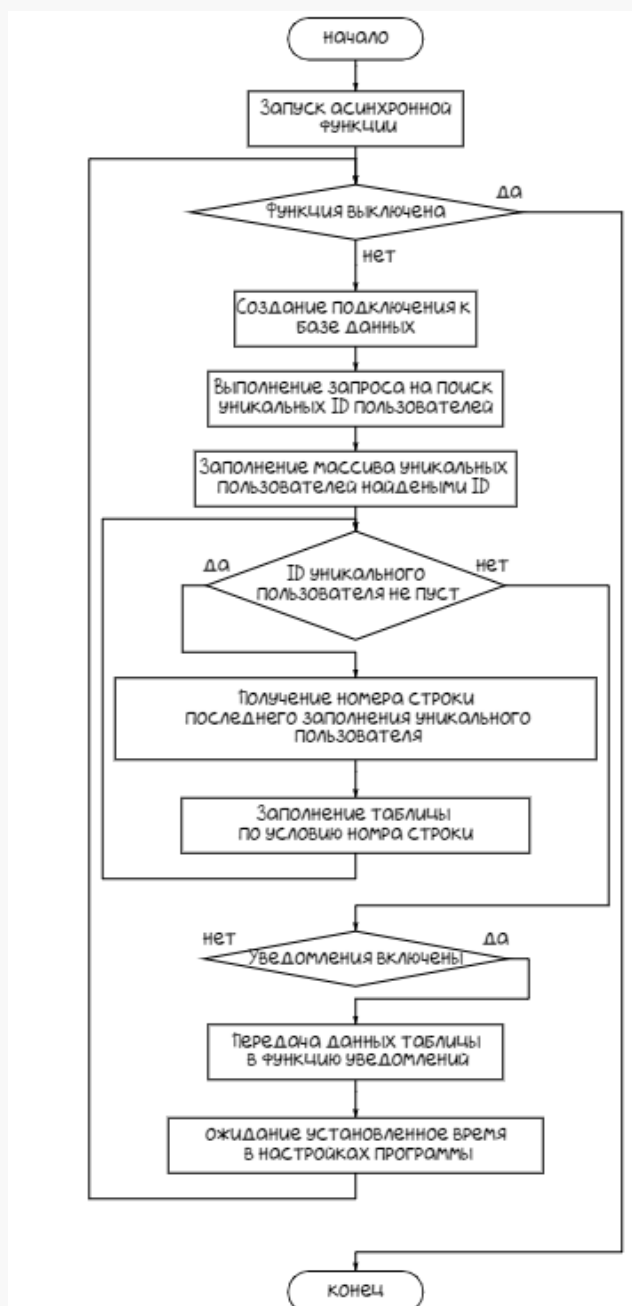 начало
Запуск асинхронной
функции
Функция выключена
да
нет
Создание подключения к
базе данных
Выполнение запроса на поиск
уникальных ID пользователей
Заполнение массива уникальных
пользователей найдеными ID
да
ID уникального
пользователя не пуст
нет
Получение номера строки
последнего заполнения уникального
пользователя
Заполнение таблицы
по условию номра строки
нет
Уведомления включены
да
Передача данных таблицы
в функцию уведомлений
ожидание установленное время
в настройках программы
конец